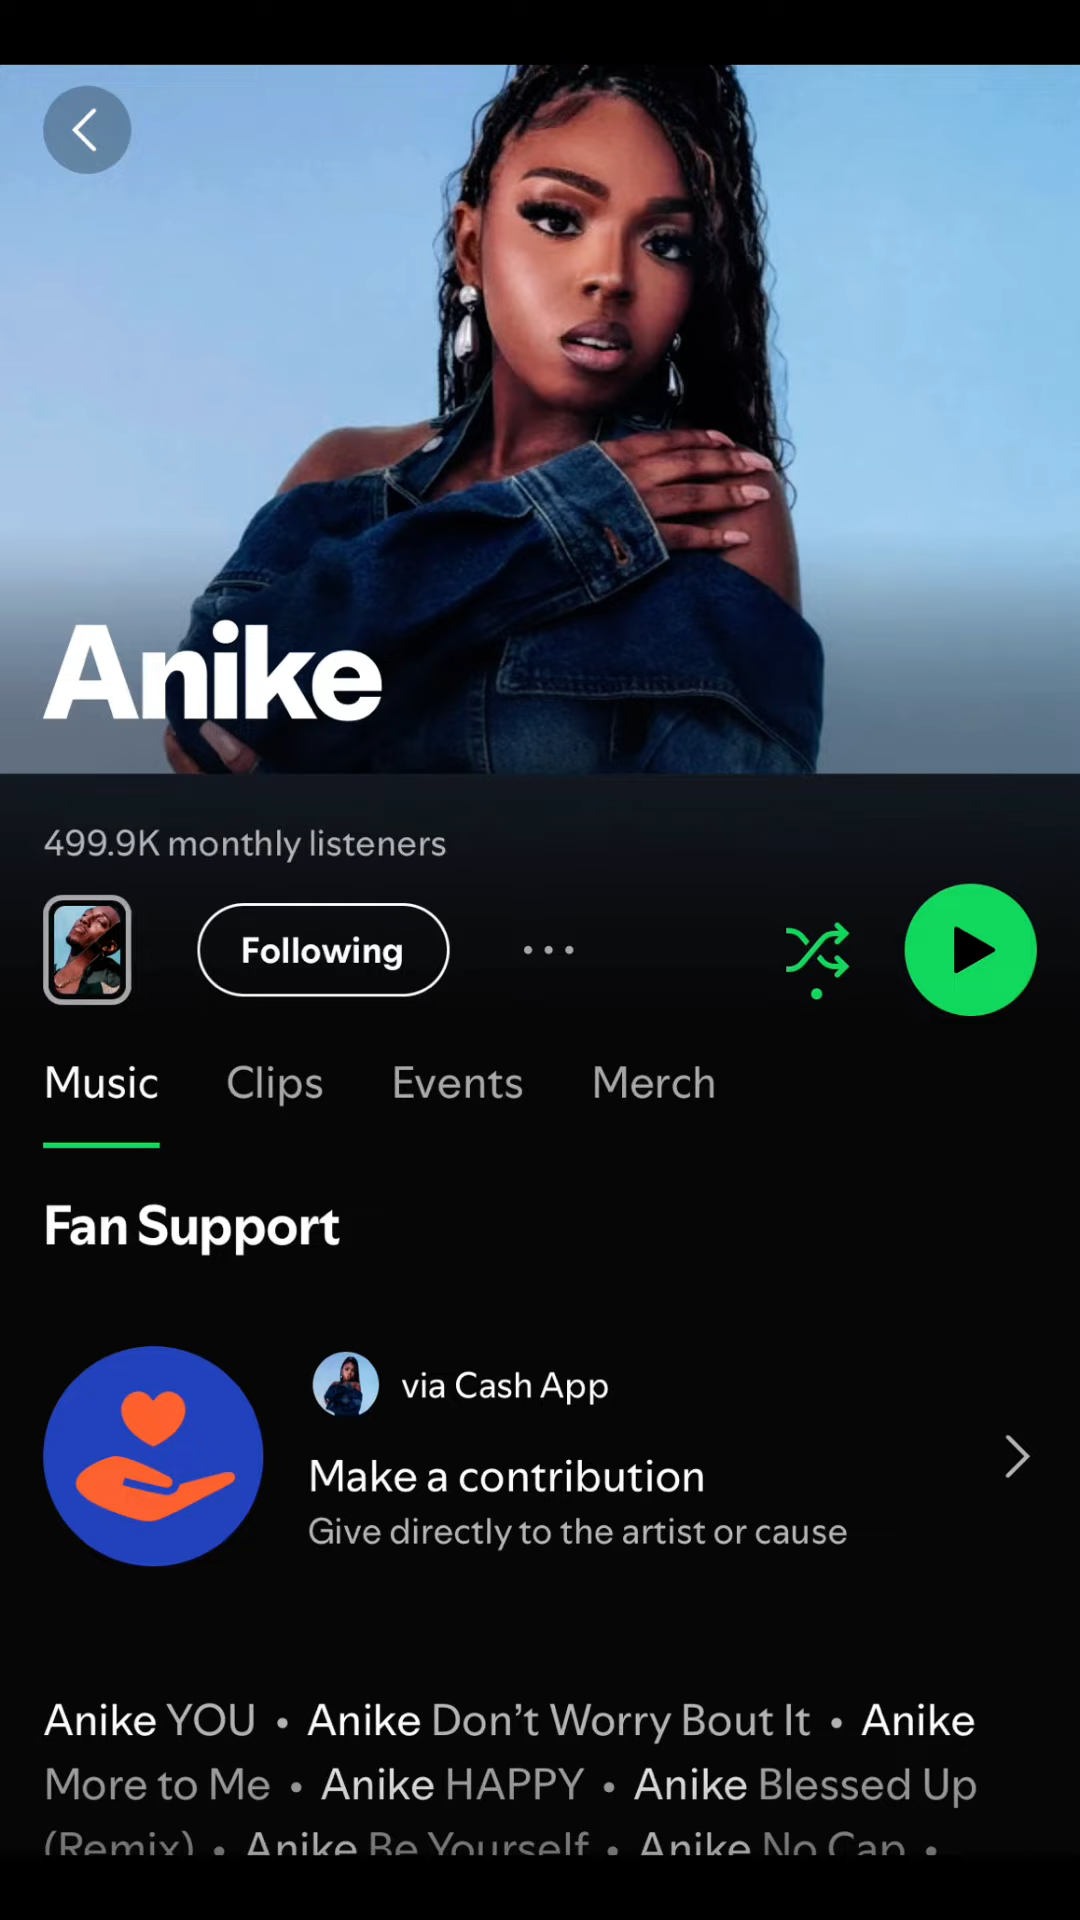 Anike
499.9K monthly listeners
Following
Music Clips Events Merch
Fan Support
via Cash App
Make a contribution
Give directly to the artist or cause
Anike YOU • Anike Don’t Worry Bout It • Anike
More to Me • Anike HAPPY • Anike Blessed Up
(Remix) • Anike Be Yourself • Anike No Cap •